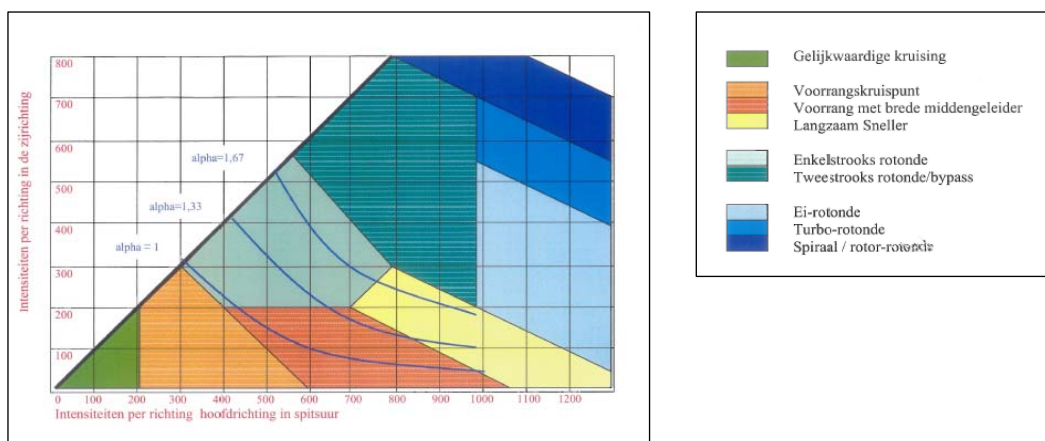 Intensiteiten per richting in de zijrichting
800
700
600
500
400
300
200
100
alpha=1,67
alpha=1,33
alpha = 1
0 100 200 300 400 500 600 700 800 900 1000 1100 1200
Intensiteiten per richting hoofdrichting in spitsuur
Gelijkwaardige kruising
Voorrangskruispunt
Voorrang met brede middengeleider
Langzaam Sneller
Enkelstrooks rotonde
Tweestrooks rotonde/bypass
Ei-rotonde
Turbo-rotonde
Spiraal / rotor-rotonde